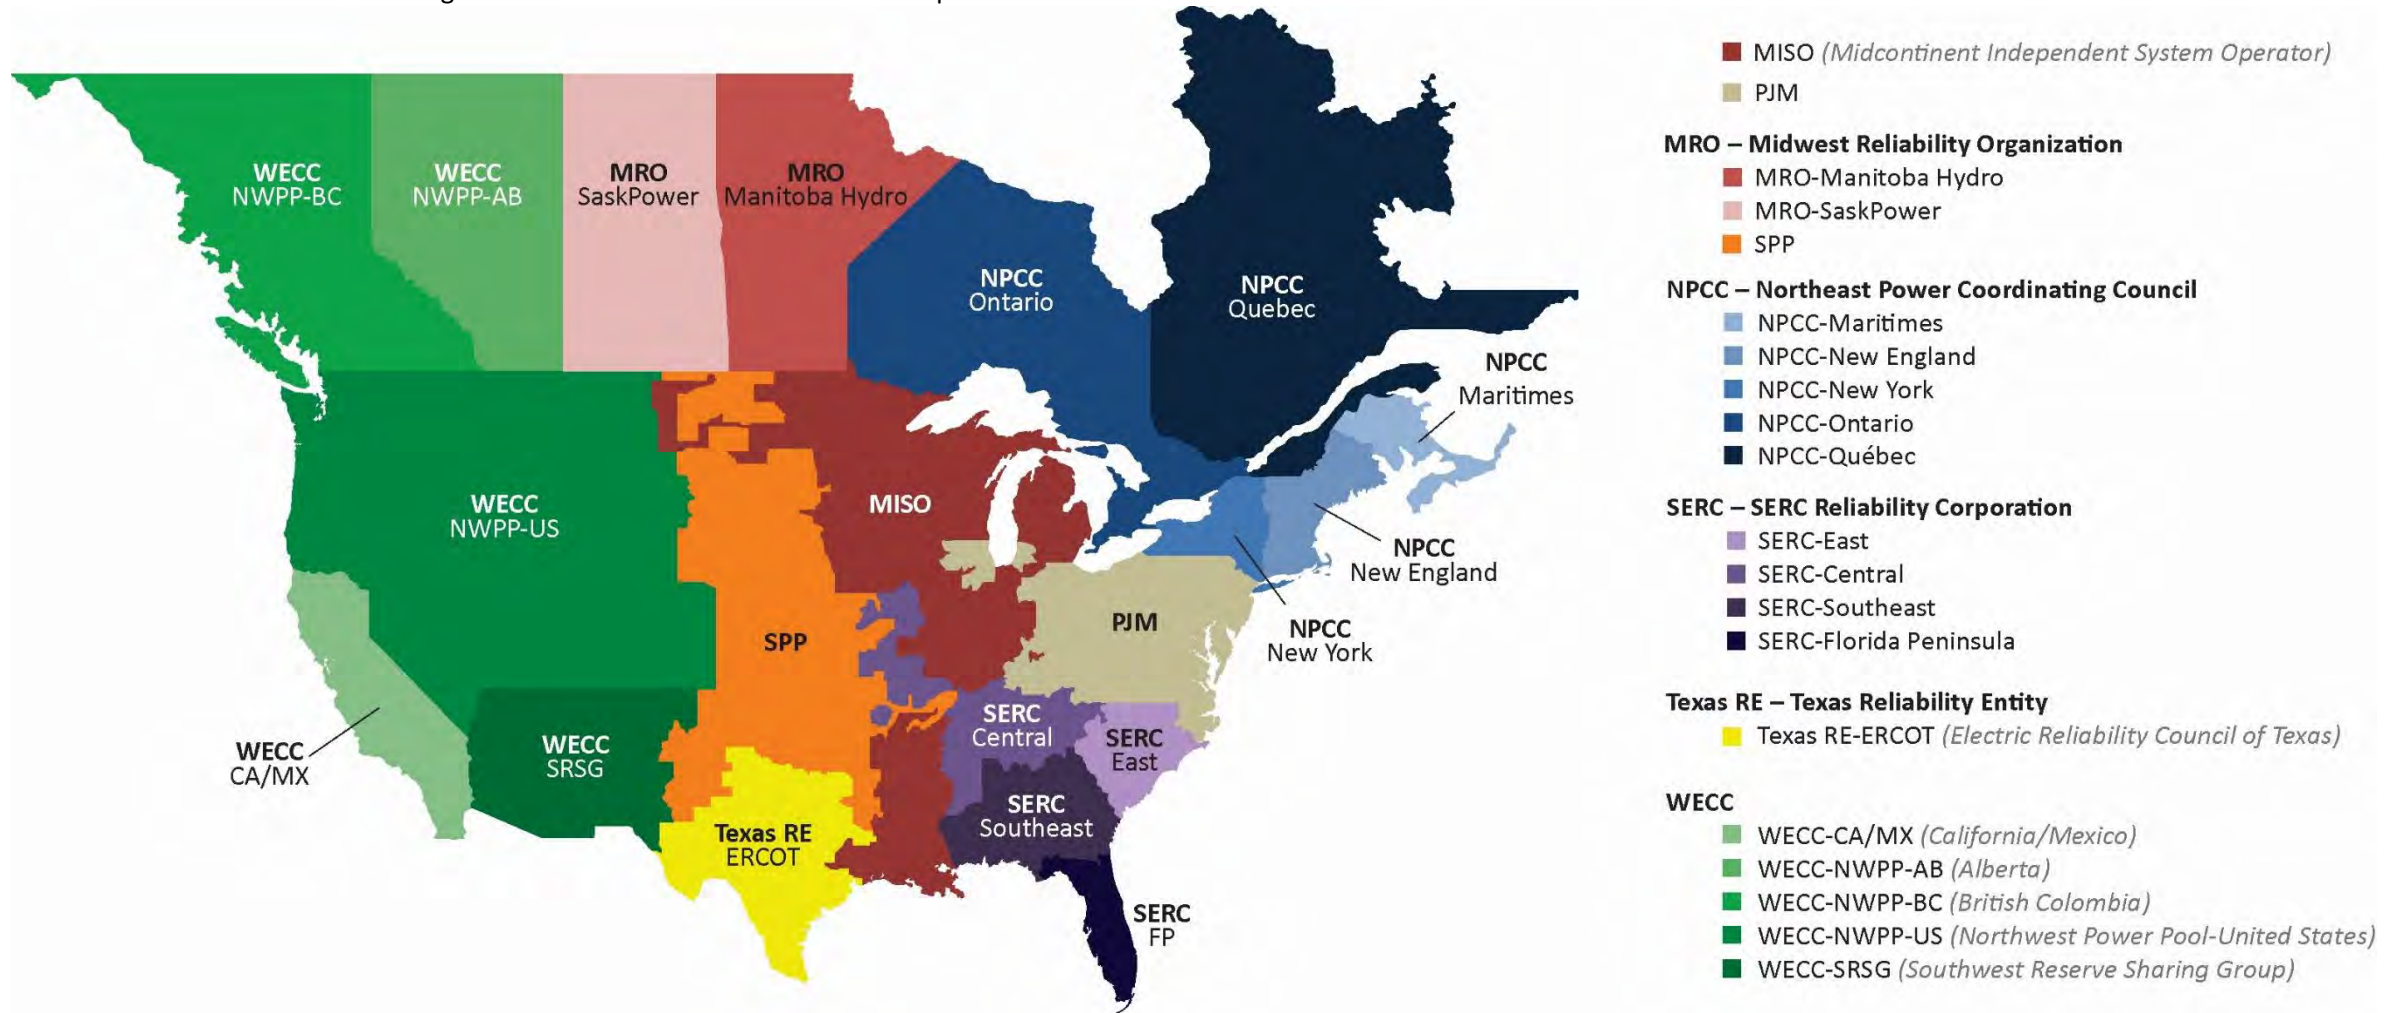 WECC
NWPP-BC
WECC
NWPP-AB
MRO
SaskPower
MRO
Manitoba Hydro
NPCC
Ontario
NPCC
Quebec
NPCC
Maritimes
WECC
NWPP-US
MISO
NPCC
New England
NPCC
New York
PJM
SPP
WECC
CA/MX
WECC
SRSG
SERC
Central
SERC
East
SERC
Southeast
Texas RE
ERCOT
SERC
FP
MISO (Midcontinent Independent System Operator)
PJM
MRO – Midwest Reliability Organization
MRO-Manitoba Hydro
MRO-SaskPower
SPP
NPCC – Northeast Power Coordinating Council
NPCC-Maritimes
NPCC-New England
NPCC-New York
NPCC-Ontario
NPCC-Québec
SERC – SERC Reliability Corporation
SERC-East
SERC-Central
SERC-Southeast
SERC-Florida Peninsula
Texas RE – Texas Reliability Entity
Texas RE-ERCOT (Electric Reliability Council of Texas)
WECC
WECC-CA/MX (California/Mexico)
WECC-NWPP-AB (Alberta)
WECC-NWPP-BC (British Colombia)
WECC-NWPP-US (Northwest Power Pool-United States)
WECC-SRSG (Southwest Reserve Sharing Group)